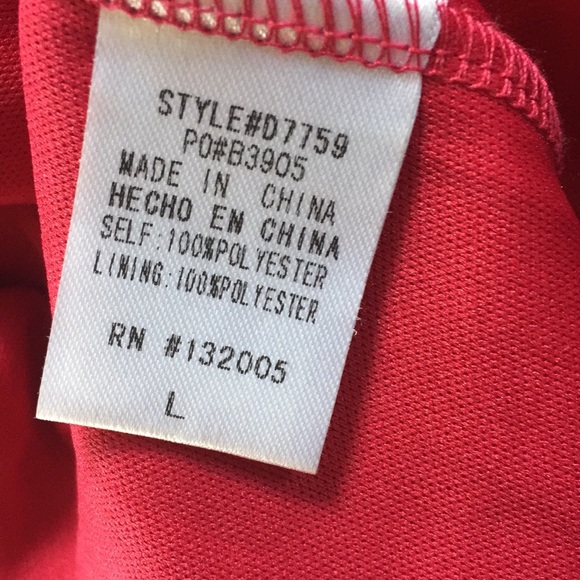 STYLE#D7759
PO#B3905
MADE IN CHINA
HECHO EN CHINA
SELF:100%POLYESTER
LINING:100%POLYESTER
RN #132005
L